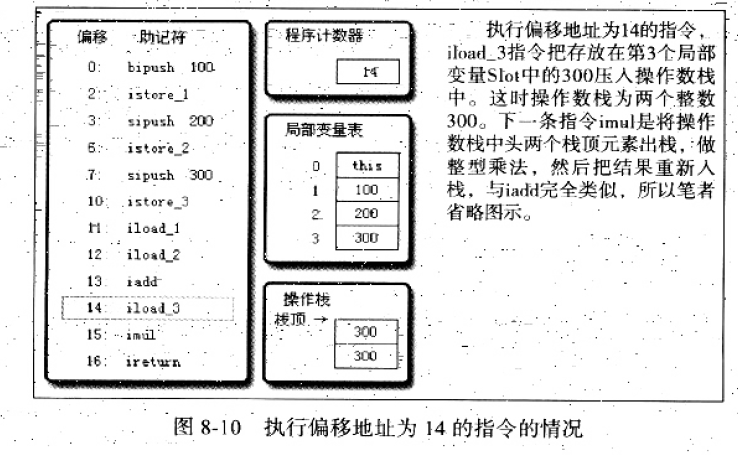 偏移 助记符
0: bipush 100
2: istore_1
3: sipush 200
6: istore_2
7: sipush 300
10: istore_3
11: iload_1
12: iload_2
13: iadd
14: iload_3
15: imul
16: ireturn
程序计数器
14
局部变量表
0 this
1 100
2 200
3 300
操作栈
栈顶 →
300
300
执行偏移地址为14的指令，
iload_3指令把存放在第3个局部
变量Slot中的300压入操作数栈
中。这时操作数栈为两个整数
300。下一条指令imul是将操作
数栈中头两个栈顶元素出栈，做
整型乘法，然后把结果重新入
栈，与iadd完全类似，所以笔者
省略图示。
图 8-10 执行偏移地址为 14 的指令的情况